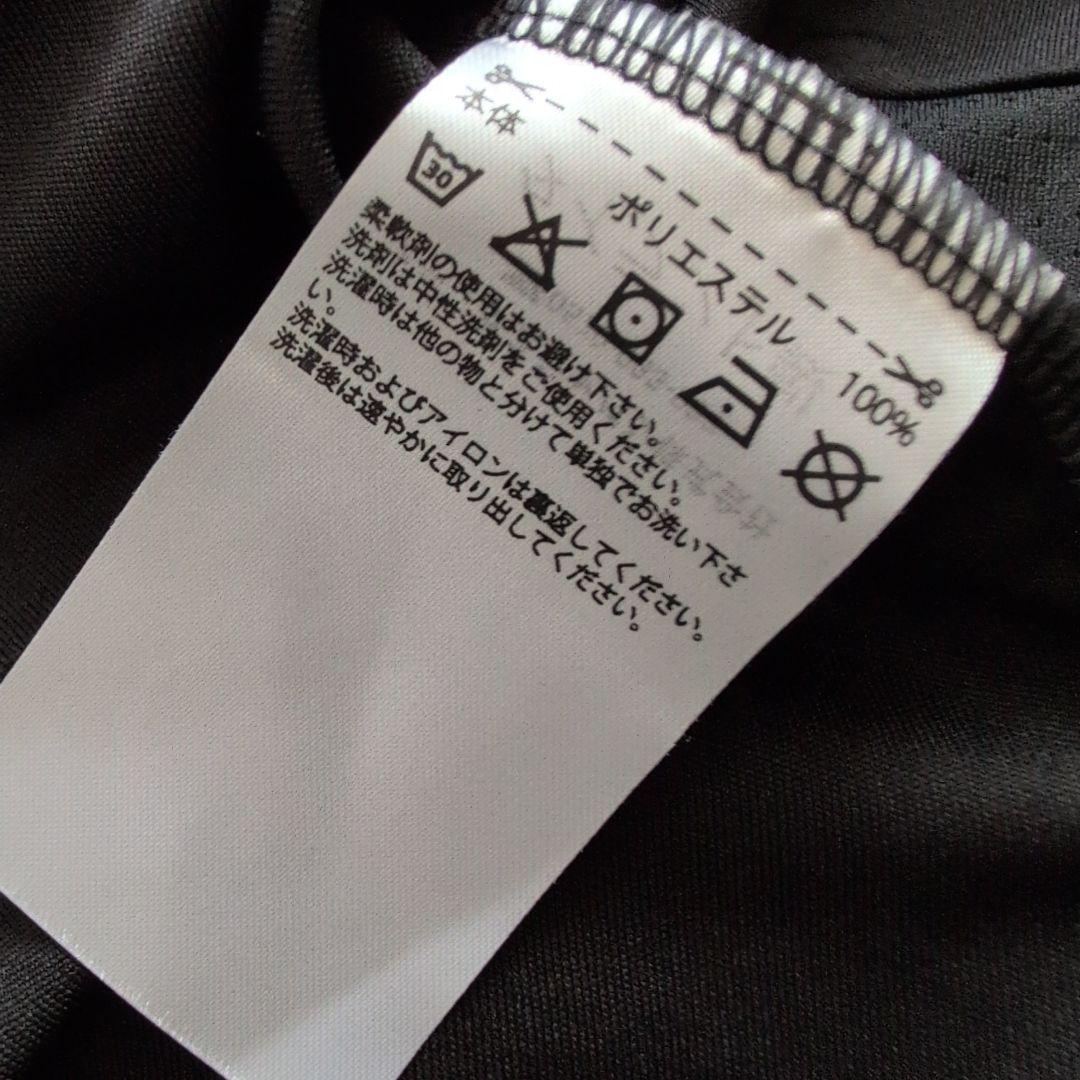 本体
ポリエステル 100%
30
柔軟剤の使用はお避け下さい。
洗剤は中性洗剤をご使用ください。
洗濯時は他の物と分けて単独でお洗い下さ
い。
洗濯時およびアイロンは裏返してください。
洗濯後は速やかに取り出してください。